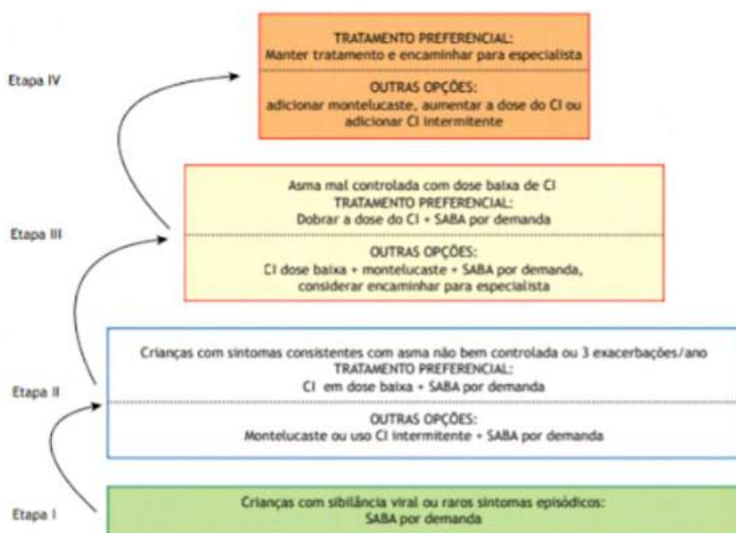 Etapa IV
TRATAMENTO PREFERENCIAL:
Manter tratamento e encaminhar para especialista
OUTRAS OPÇÕES:
adicionar montelucaste, aumentar a dose do CI ou
adicionar CI intermitente
Etapa III
Asma mal controlada com dose baixa de CI
TRATAMENTO PREFERENCIAL:
Dobrar a dose do CI + SABA por demanda
OUTRAS OPÇÕES:
CI dose baixa + montelucaste + SABA por demanda,
considerar encaminhar para especialista
Etapa II
Crianças com sintomas consistentes com asma não bem controlada ou 3 exacerbações/ano
TRATAMENTO PREFERENCIAL:
CI em dose baixa + SABA por demanda
OUTRAS OPÇÕES:
Montelucaste ou uso CI intermitente + SABA por demanda
Etapa I
Crianças com sibilância viral ou raros sintomas episódicos:
SABA por demanda